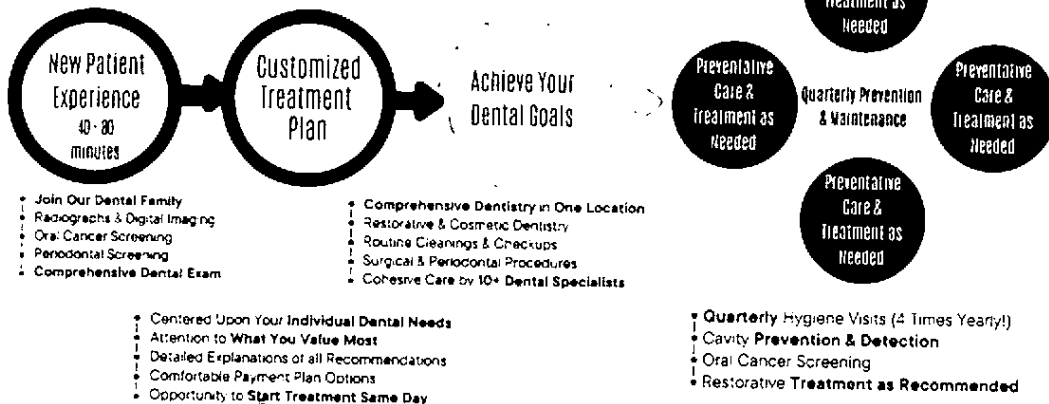 New Patient
Experience
40 - 80
minutes
Customized
Treatment
Plan
Achieve Your
Dental Goals
Treatment as
Needed
Preventative
Care &
Treatment as
Needed
Quarterly Prevention
& Maintenance
Preventative
Care &
Treatment as
Needed
Preventative
Care &
Treatment as
Needed
Join Our Dental Family
Radiographs & Digital Imaging
Oral Cancer Screening
Periodontal Screening
Comprehensive Dental Exam
Comprehensive Dentistry in One Location
Restorative & Cosmetic Dentistry
Routine Cleanings & Checkups
Surgical & Periodontal Procedures
Cohesive Care by 10+ Dental Specialists
Centered Upon Your Individual Dental Needs
Attention to What You Value Most
Detailed Explanations of all Recommendations
Comfortable Payment Plan Options
Opportunity to Start Treatment Same Day
Quarterly Hygiene Visits (4 Times Yearly!)
Cavity Prevention & Detection
Oral Cancer Screening
Restorative Treatment as Recommended